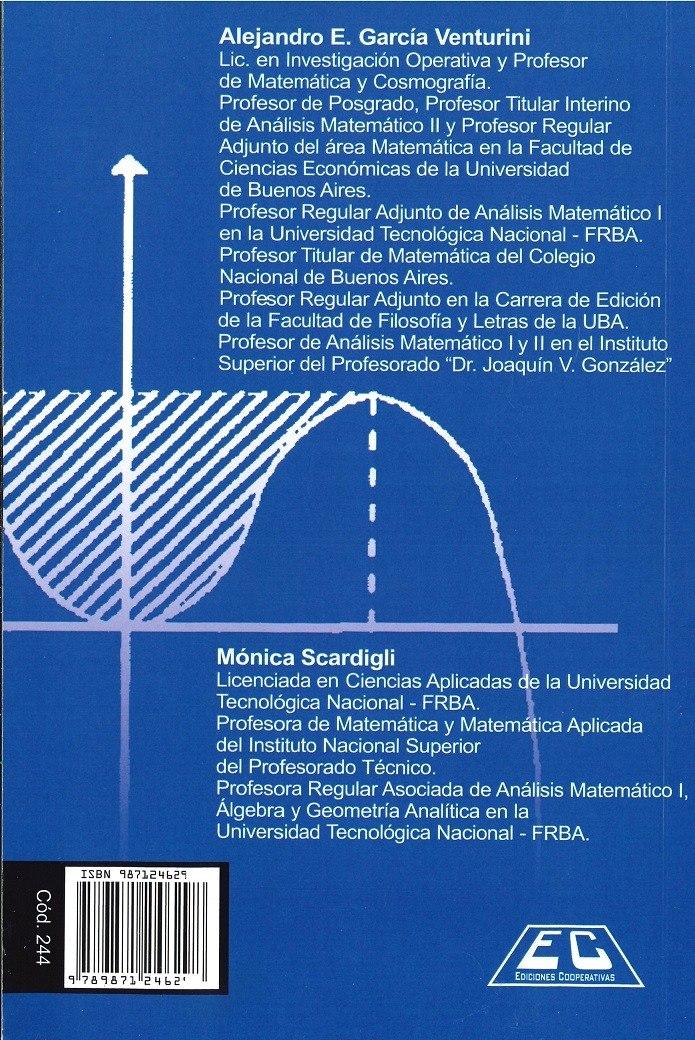 Alejandro E. García Venturini
Lic. en Investigación Operativa y Profesor
de Matemática y Cosmografía.
Profesor de Posgrado, Profesor Titular Interino
de Análisis Matemático II y Profesor Regular
Adjunto del área Matemática en la Facultad de
Ciencias Económicas de la Universidad
de Buenos Aires.
Profesor Regular Adjunto de Análisis Matemático I
en la Universidad Tecnológica Nacional - FRBA.
Profesor Titular de Matemática del Colegio
Nacional de Buenos Aires.
Profesor Regular Adjunto en la Carrera de Edición
de la Facultad de Filosofía y Letras de la UBA.
Profesor de Análisis Matemático I y II en el Instituto
Superior del Profesorado “Dr. Joaquín V. González”
Mónica Scardigli
Licenciada en Ciencias Aplicadas de la Universidad
Tecnológica Nacional - FRBA.
Profesora de Matemática y Matemática Aplicada
del Instituto Nacional Superior
del Profesorado Técnico.
Profesora Regular Asociada de Análisis Matemático I,
Álgebra y Geometría Analítica en la
Universidad Tecnológica Nacional - FRBA.
Cód. 244
ISBN 987124629
9 789871 2462
EC
EDICIONES COOPERATIVAS